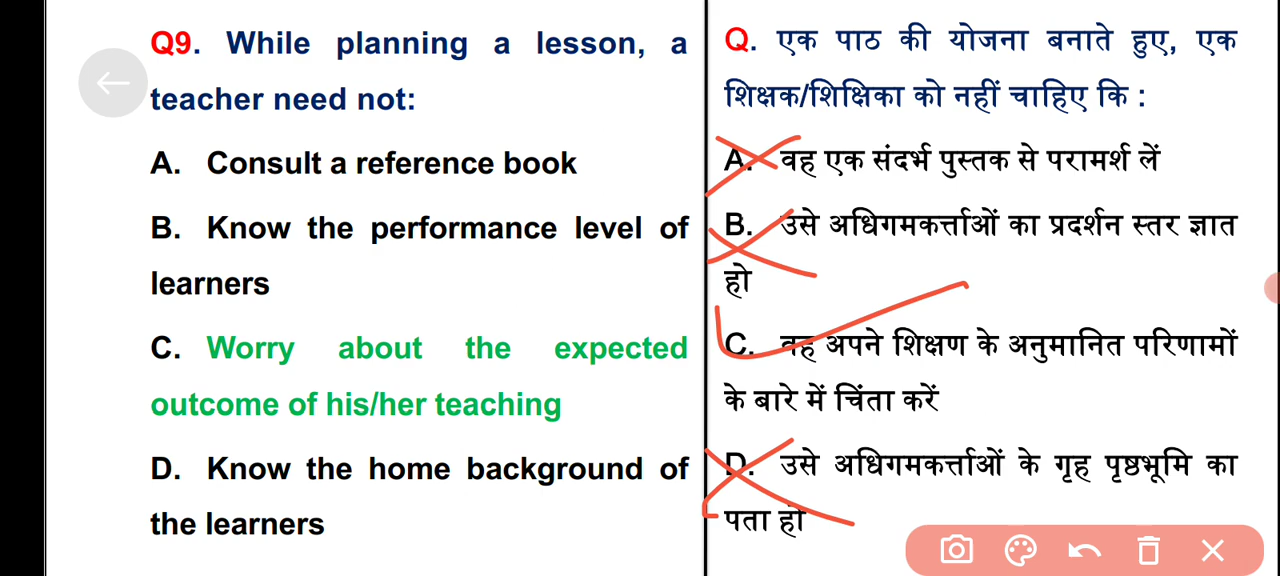 Q9. While planning a lesson, a
teacher need not:
A. Consult a reference book
B. Know the performance level of
learners
C. Worry about the expected
outcome of his/her teaching
D. Know the home background of
the learners
Q. एक पाठ की योजना बनाते हुए, एक
शिक्षक/शिक्षिका को नहीं चाहिए कि :
A. वह एक संदर्भ पुस्तक से परामर्श लें
B. उसे अधिगमकर्त्ताओं का प्रदर्शन स्तर ज्ञात
हो
C. वह अपने शिक्षण के अनुमानित परिणामों
के बारे में चिंता करें
D. उसे अधिगमकर्त्ताओं के गृह पृष्ठभूमि का
पता हो